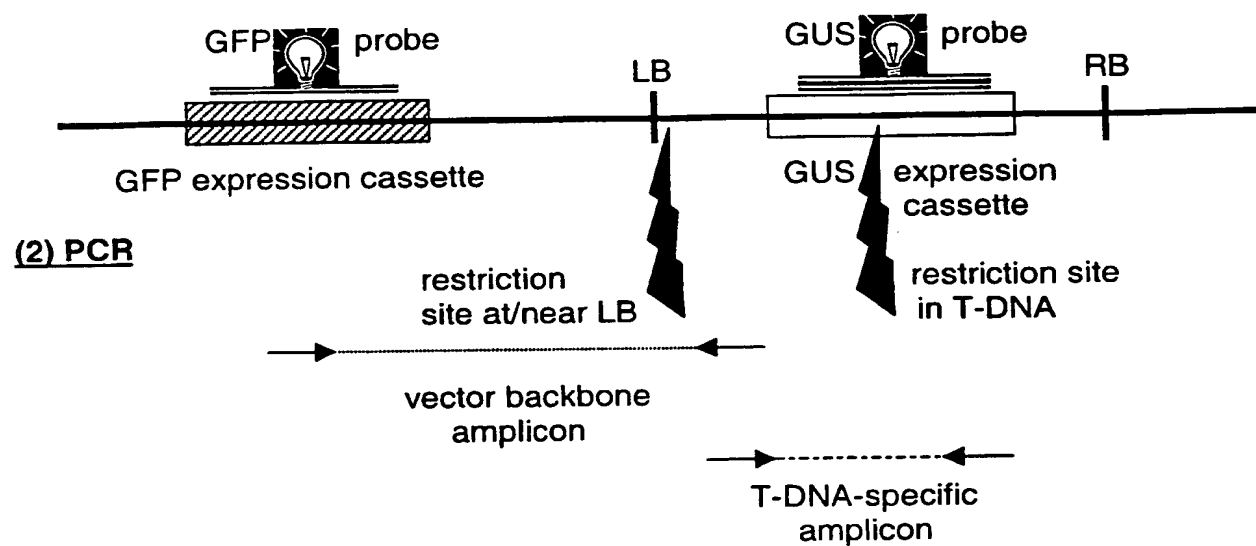 GFP probe
GUS probe
LB
RB
GFP expression cassette
GUS expression
cassette
(2) PCR
restriction
site at/near LB
restriction site
in T-DNA
vector backbone
amplicon
T-DNA-specific
amplicon